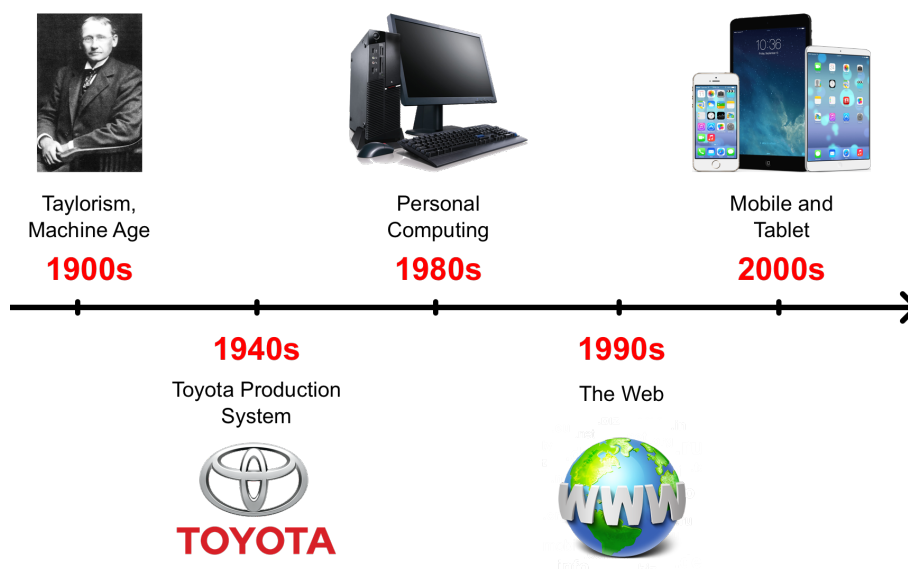 Taylorism,
Machine Age
1900s
Personal
Computing
1980s
10:36
Mobile and
Tablet
2000s
1940s
Toyota Production
System
TOYOTA
1990s
The Web
WWW